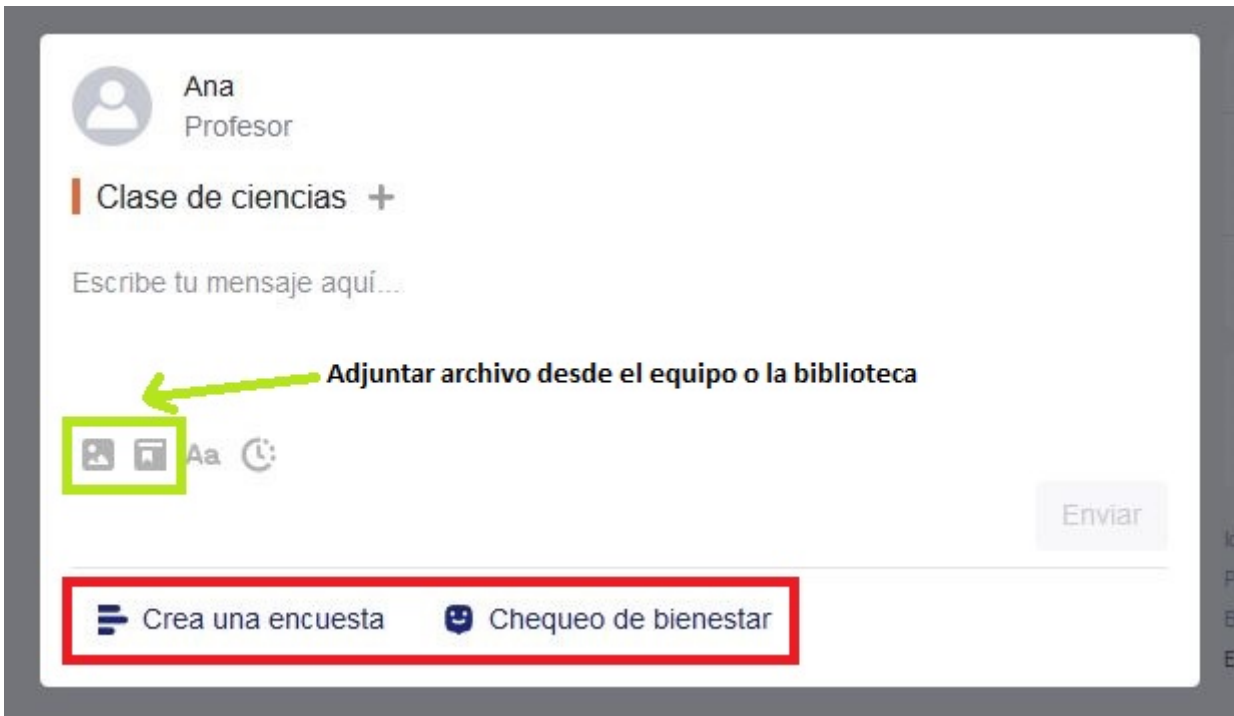 Ana
Profesor
Clase de ciencias +
Escribe tu mensaje aquí...
Adjuntar archivo desde el equipo o la biblioteca
Aa
Enviar
Crea una encuesta
Chequeo de bienestar